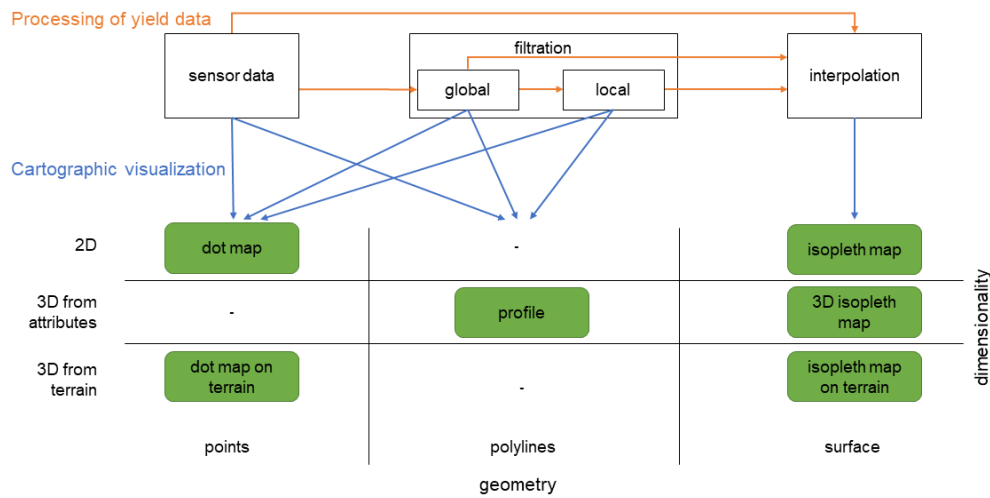 Processing of yield data
sensor data
filtration
global
local
interpolation
Cartographic visualization
2D
dot map
-
isopleth map
3D from
attributes
-
profile
3D isopleth
map
3D from
terrain
dot map on
terrain
-
isopleth map
on terrain
dimensionality
points
polylines
surface
geometry